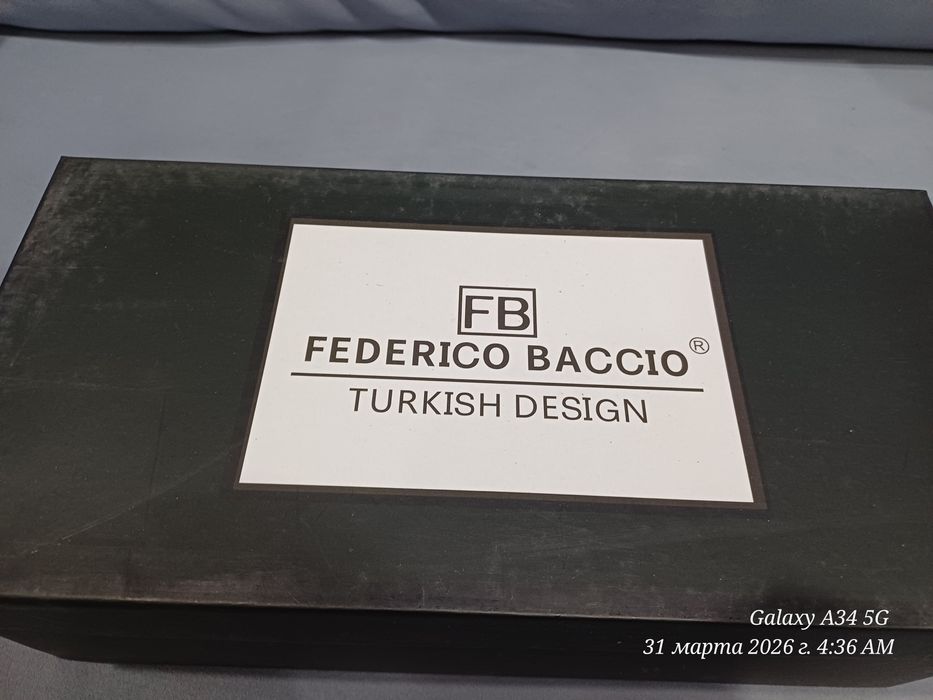 FB
FEDERICO BACCIO®
TURKISH DESIGN
Galaxy A34 5G
31 марта 2026 г. 4:36 AM